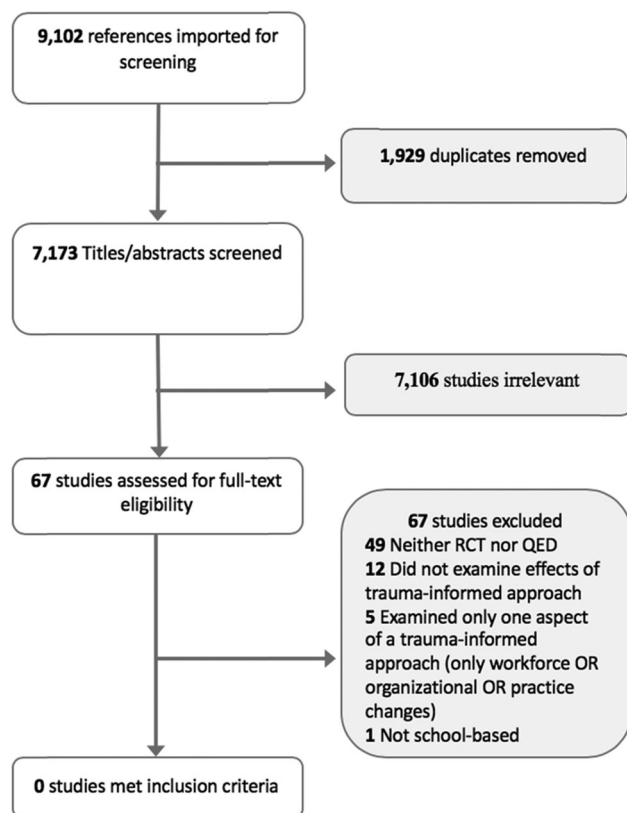 9,102 references imported for
screening
1,929 duplicates removed
7,173 Titles/abstracts screened
7,106 studies irrelevant
67 studies assessed for full-text
eligibility
67 studies excluded
49 Neither RCT nor QED
12 Did not examine effects of
trauma-informed approach
5 Examined only one aspect
of a trauma-informed
approach (only workforce OR
organizational OR practice
changes)
1 Not school-based
0 studies met inclusion criteria